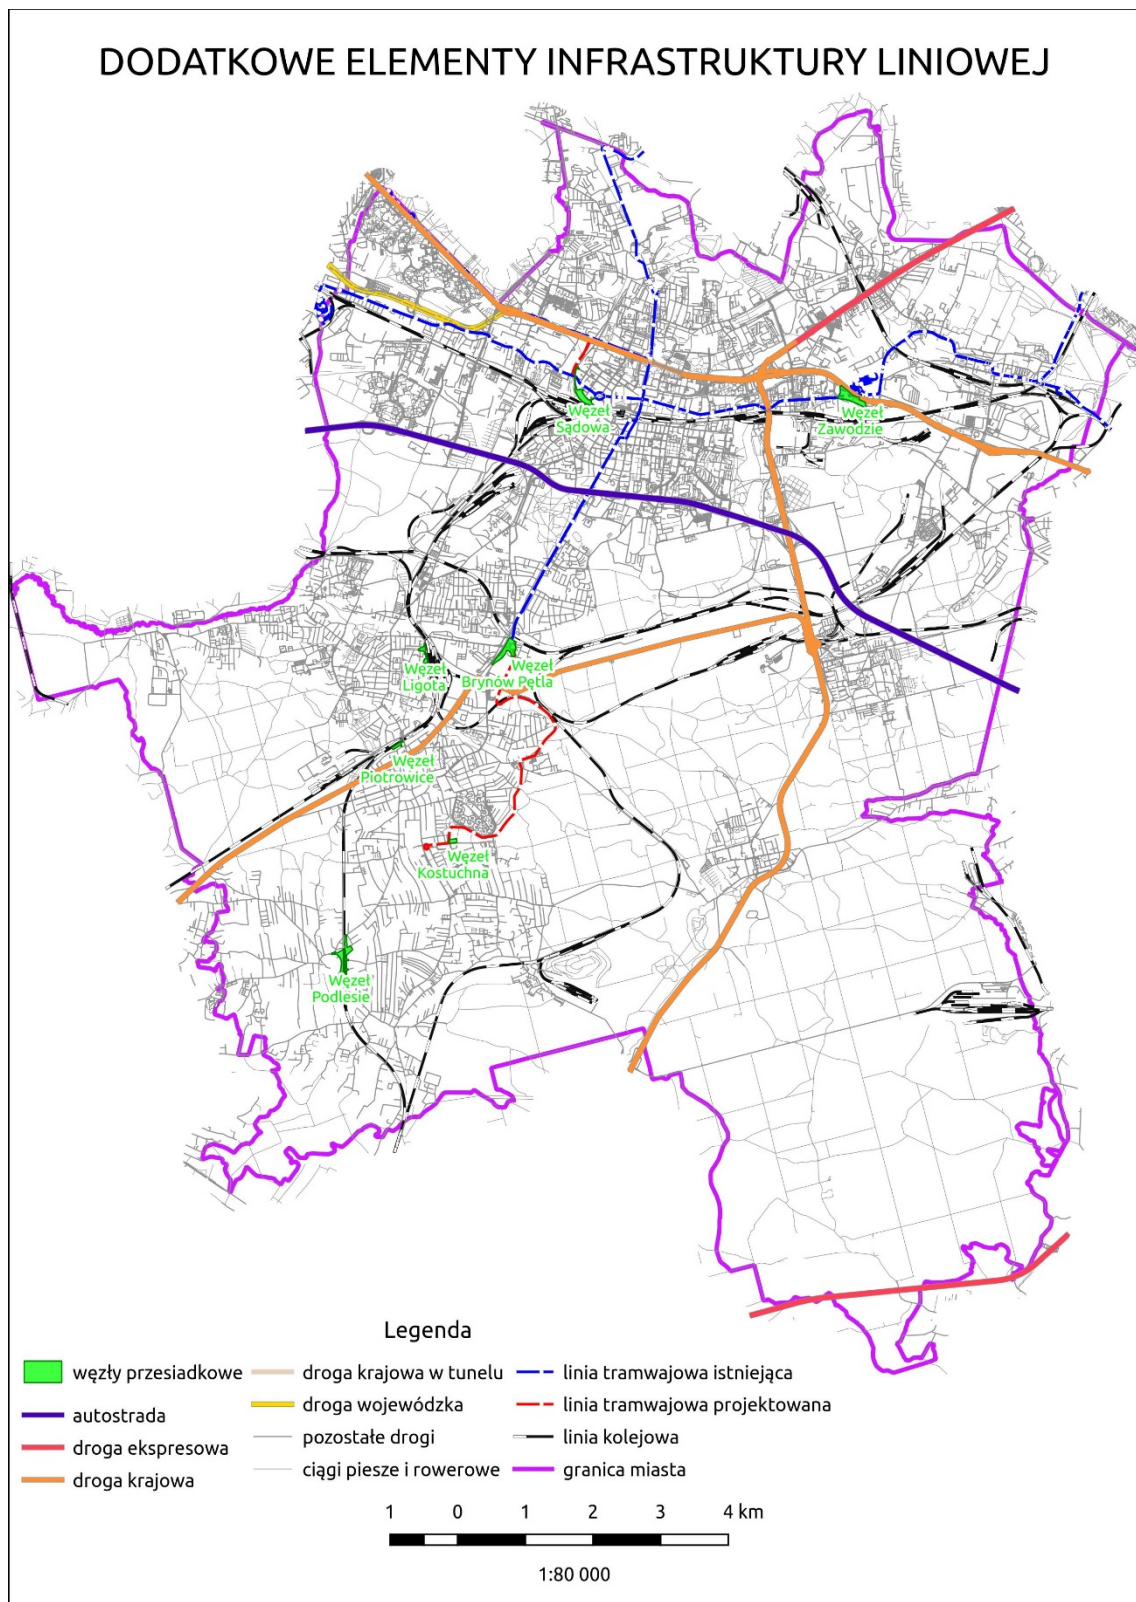 DODATKOWE ELEMENTY INFRASTRUKTURY LINIOWEJ
Węzeł
Sądowa
Węzeł
Zawodzie
Węzeł
Ligota
Węzeł
Brynów Pętla
Węzeł
Piotrowice
Węzeł
Kostuchna
Węzeł
Podlesie
Legenda
węzły przesiadkowe
autostrada
droga ekspresowa
droga krajowa
droga krajowa w tunelu
droga wojewódzka
pozostałe drogi
ciągi piesze i rowerowe
linia tramwajowa istniejąca
linia tramwajowa projektowana
linia kolejowa
granica miasta
1 0 1 2 3 4 km
1:80 000